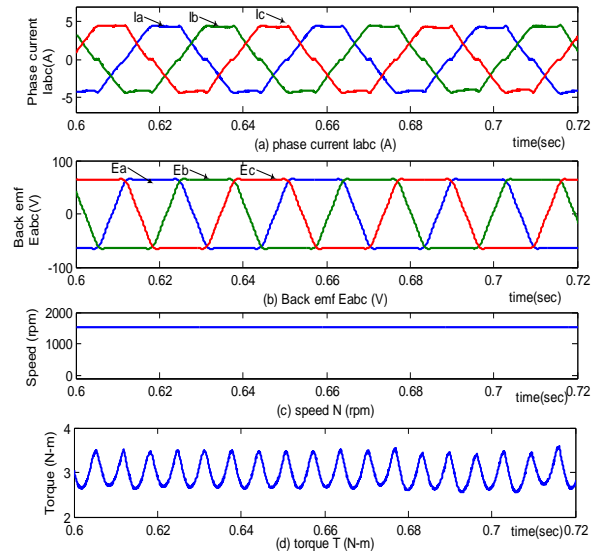 Ia Ib Ic
Phase current
Iabc(A)
5
0
-5
0.6 0.62 0.64 0.66 0.68 0.7 0.72
time(sec)
(a) phase current Iabc (A)
Ea Eb Ec
Back emf
Eabc(V)
100
0
-100
0.6 0.62 0.64 0.66 0.68 0.7 0.72
time(sec)
(b) Back emf Eabc (V)
Speed (rpm)
2000
1000
0
0.6 0.62 0.64 0.66 0.68 0.7 0.72
time(sec)
(c) speed N (rpm)
Torque (N-m)
4
3
2
0.6 0.62 0.64 0.66 0.68 0.7 0.72
time(sec)
(d) torque T (N-m)